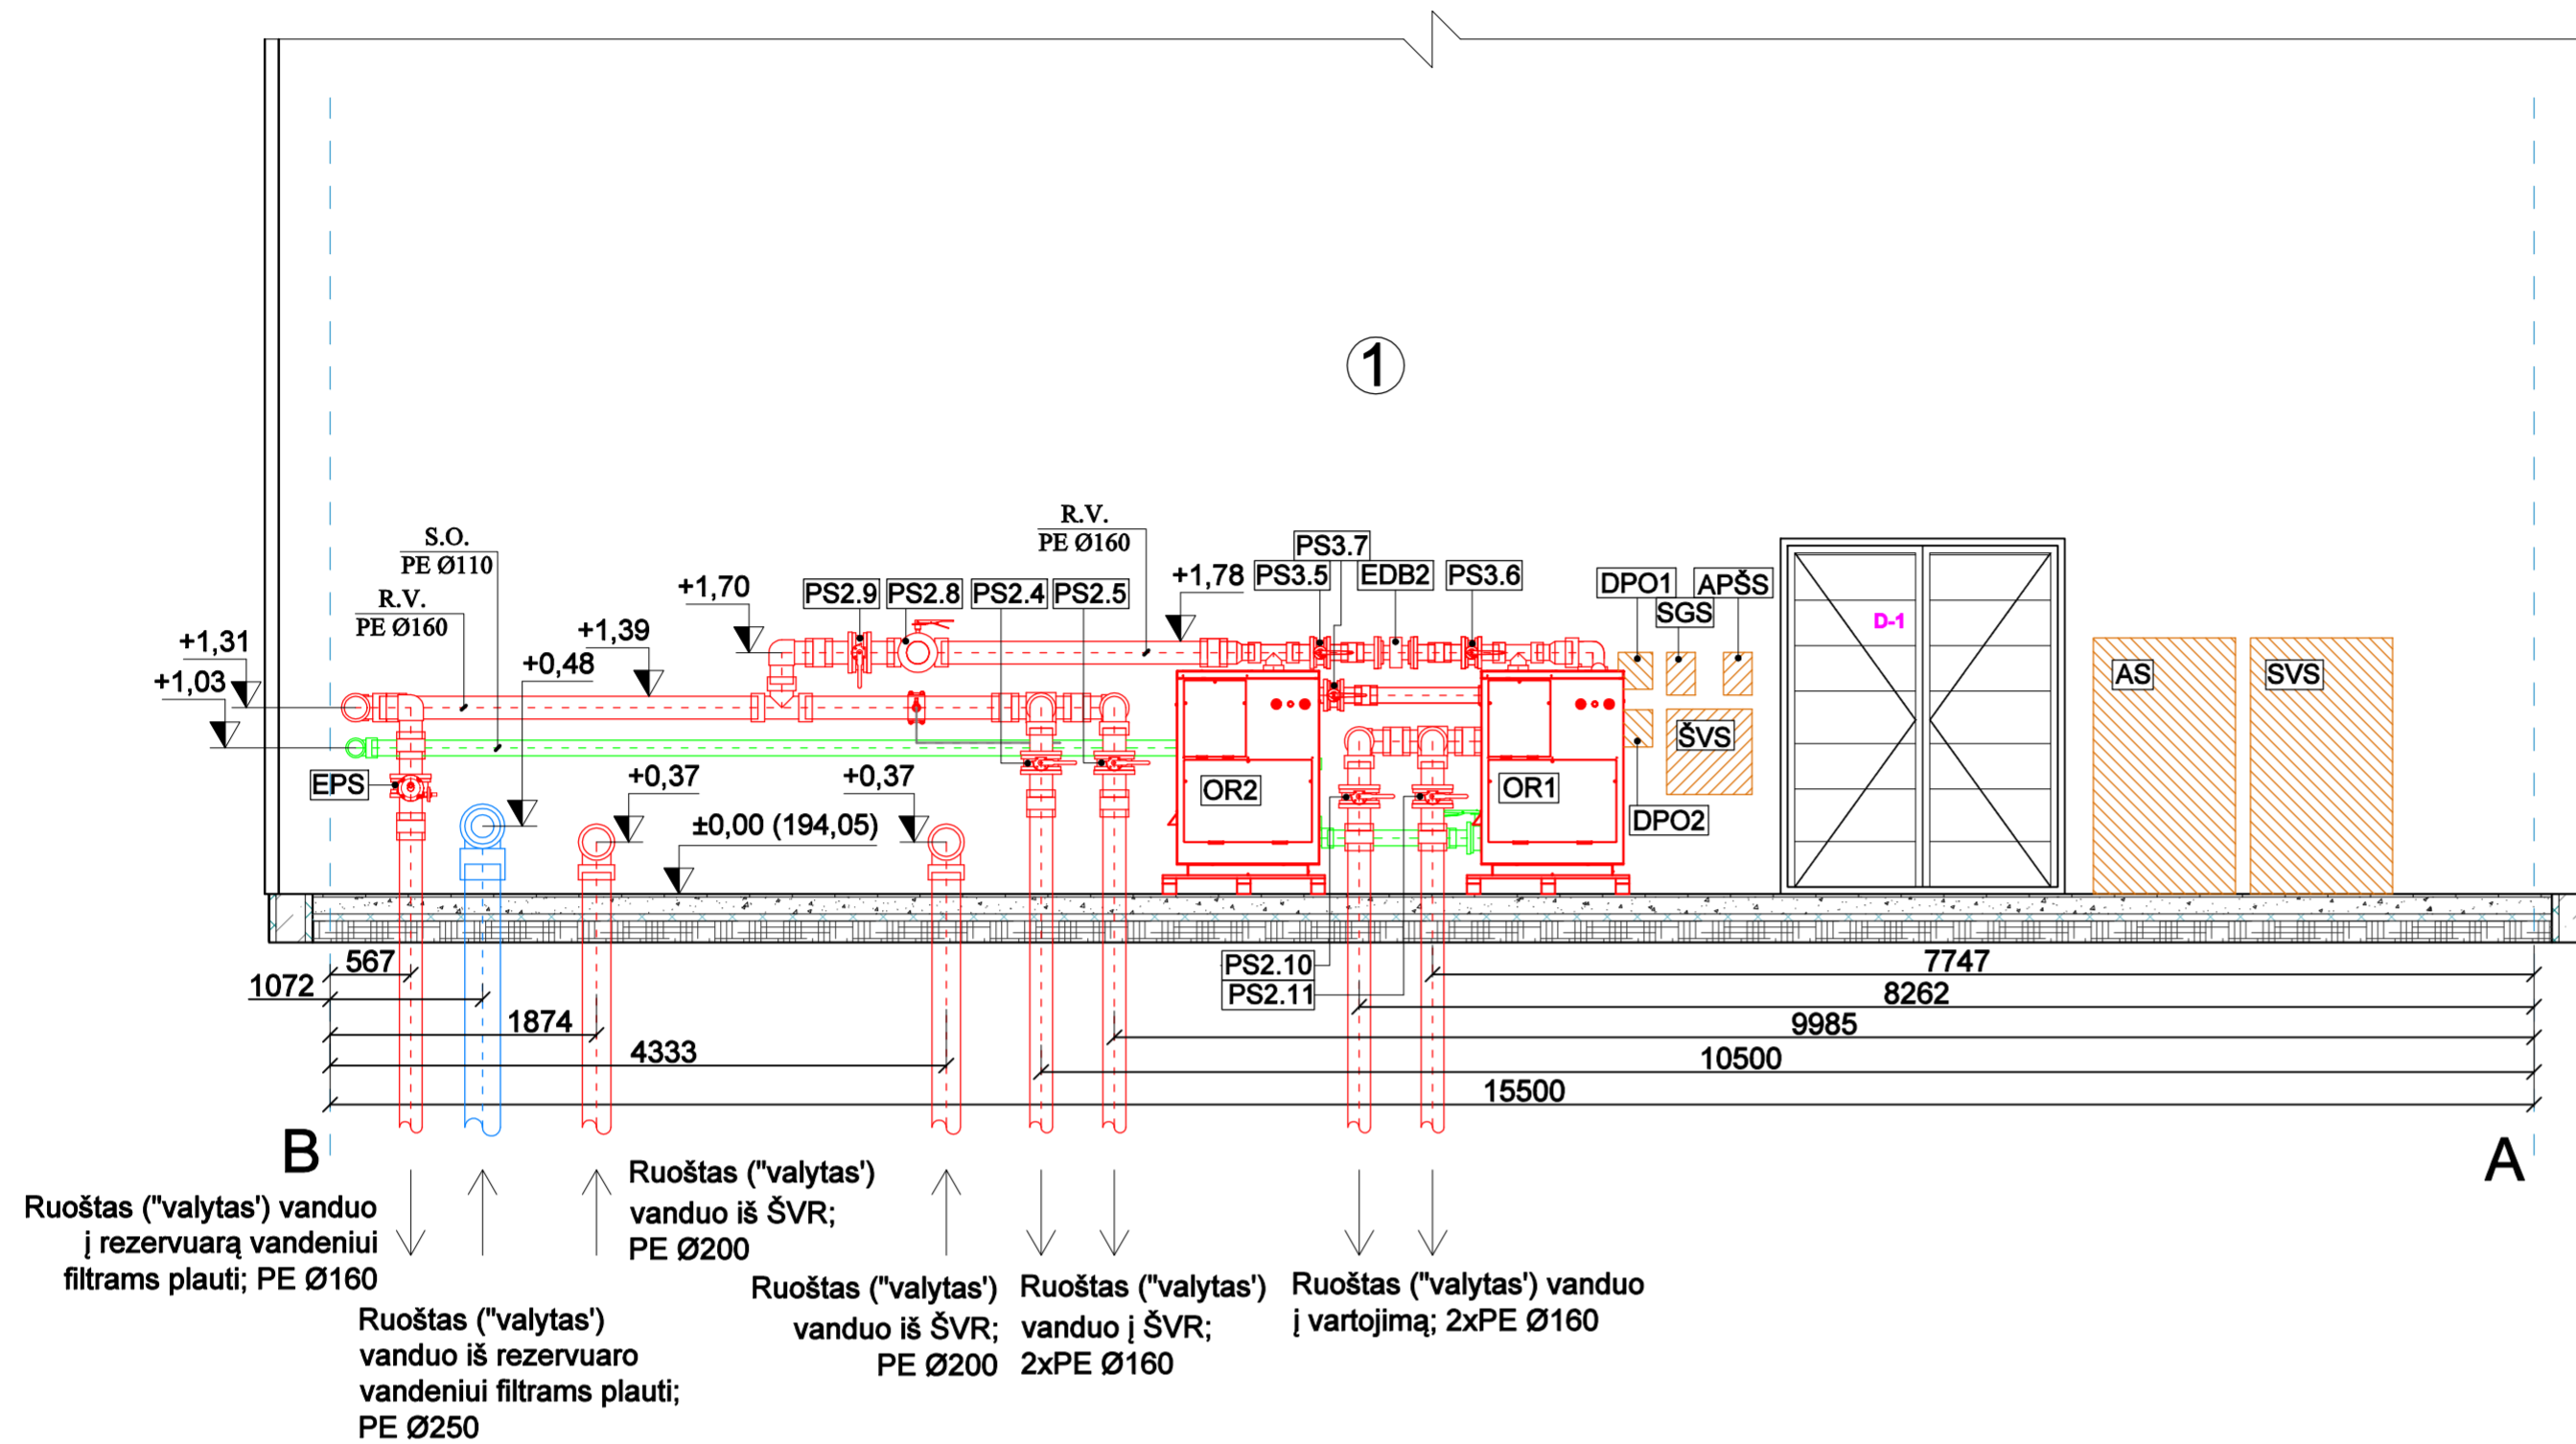 1
S.O.
PE Ø110
R.V.
PE Ø160
R.V.
PE Ø160
+1,31
+1,03
+1,39
+0,48
+1,70
PS2.9
PS2.8
PS2.4
PS2.5
+1,78
PS3.7
PS3.5
EDB2
PS3.6
DPO1
APŠS
SGS
D-1
AS
SVS
ŠVS
DPO2
EPS
+0,37
+0,37
±0,00 (194,05)
OR2
OR1
PS2.10
PS2.11
567
1072
1874
4333
7747
8262
9985
10500
15500
B
A
Ruoštas ("valytas') vanduo
į rezervuarą vandeniui
filtrams plauti; PE Ø160
Ruoštas ("valytas')
vanduo iš rezervuaro
vandeniui filtrams plauti;
PE Ø250
Ruoštas ("valytas')
vanduo iš ŠVR;
PE Ø200
Ruoštas ("valytas')
vanduo iš ŠVR;
PE Ø200
Ruoštas ("valytas')
vanduo į ŠVR;
2xPE Ø160
Ruoštas ("valytas') vanduo
į vartojimą; 2xPE Ø160